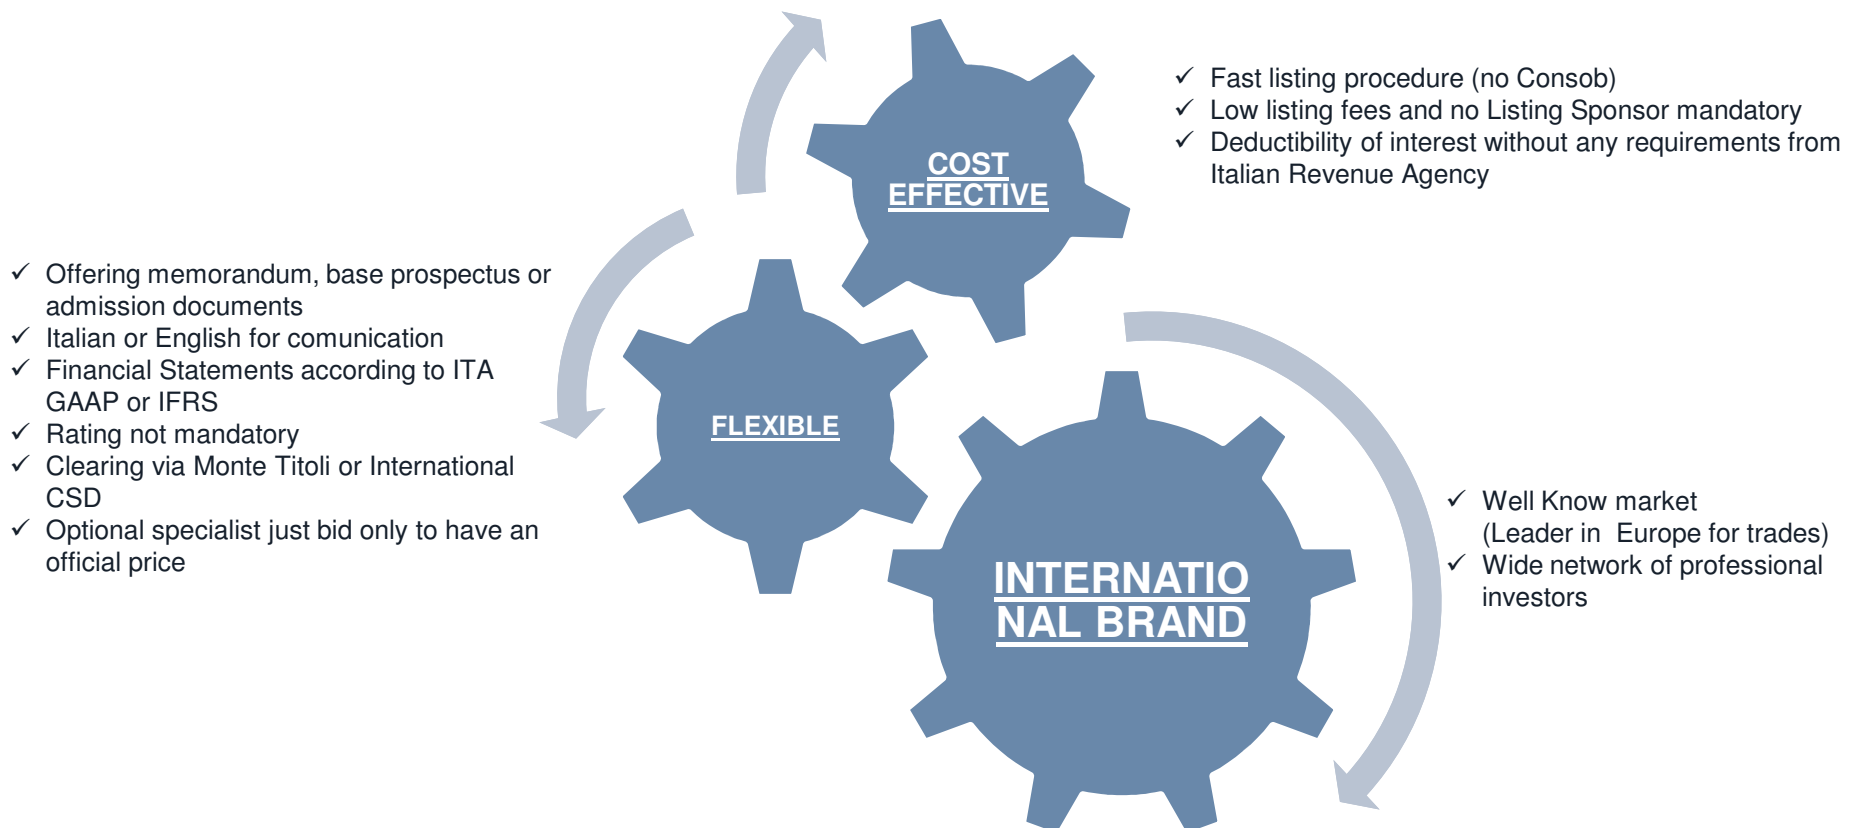 ✓ Fast listing procedure (no Consob)
✓ Low listing fees and no Listing Sponsor mandatory
✓ Deductibility of interest without any requirements from
Italian Revenue Agency
COST
EFFECTIVE
✓ Offering memorandum, base prospectus or
admission documents
✓ Italian or English for comunication
✓ Financial Statements according to ITA
GAAP or IFRS
✓ Rating not mandatory
✓ Clearing via Monte Titoli or International
CSD
✓ Optional specialist just bid only to have an
official price
FLEXIBLE
INTERNATIO
NAL BRAND
✓ Well Know market
(Leader in  Europe for trades)
✓ Wide network of professional
investors